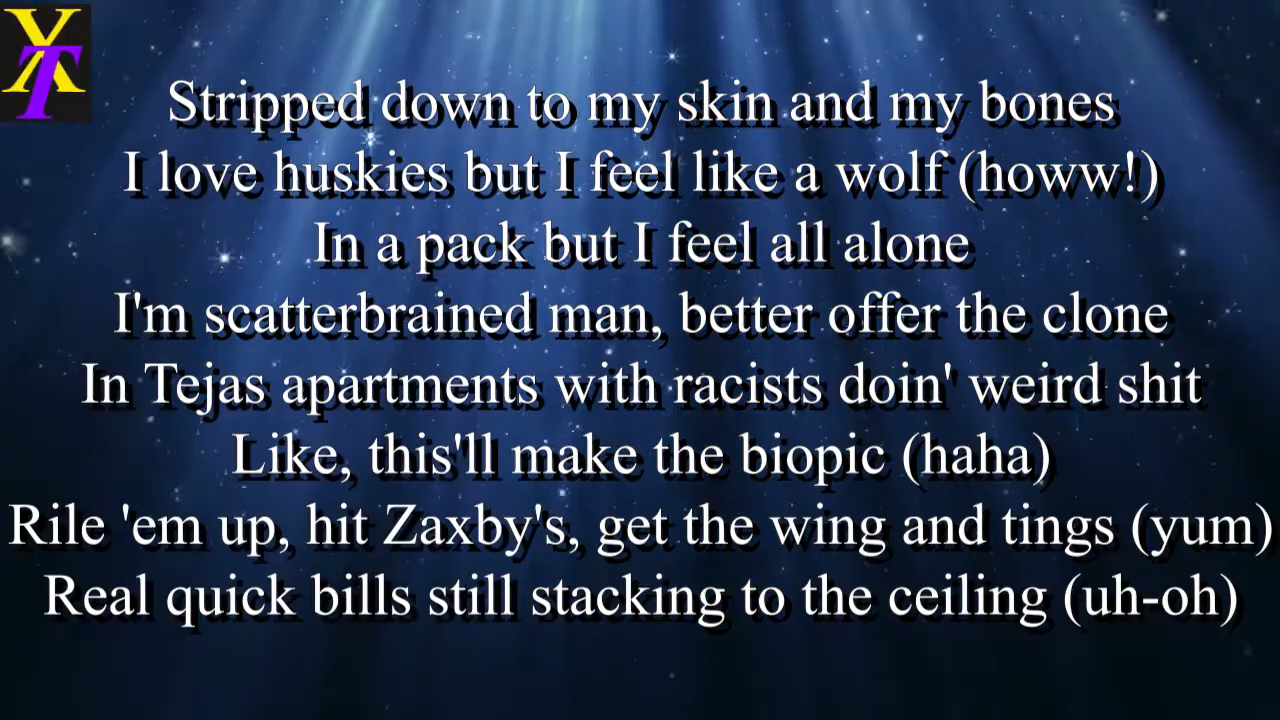 XT
Stripped down to my skin and my bones
I love huskies but I feel like a wolf (howw!)
In a pack but I feel all alone
I'm scatterbrained man, better offer the clone
In Tejas apartments with racists doin' weird shit
Like, this'll make the biopic (haha)
Rile 'em up, hit Zaxby's, get the wing and tings (yum)
Real quick bills still stacking to the ceiling (uh-oh)